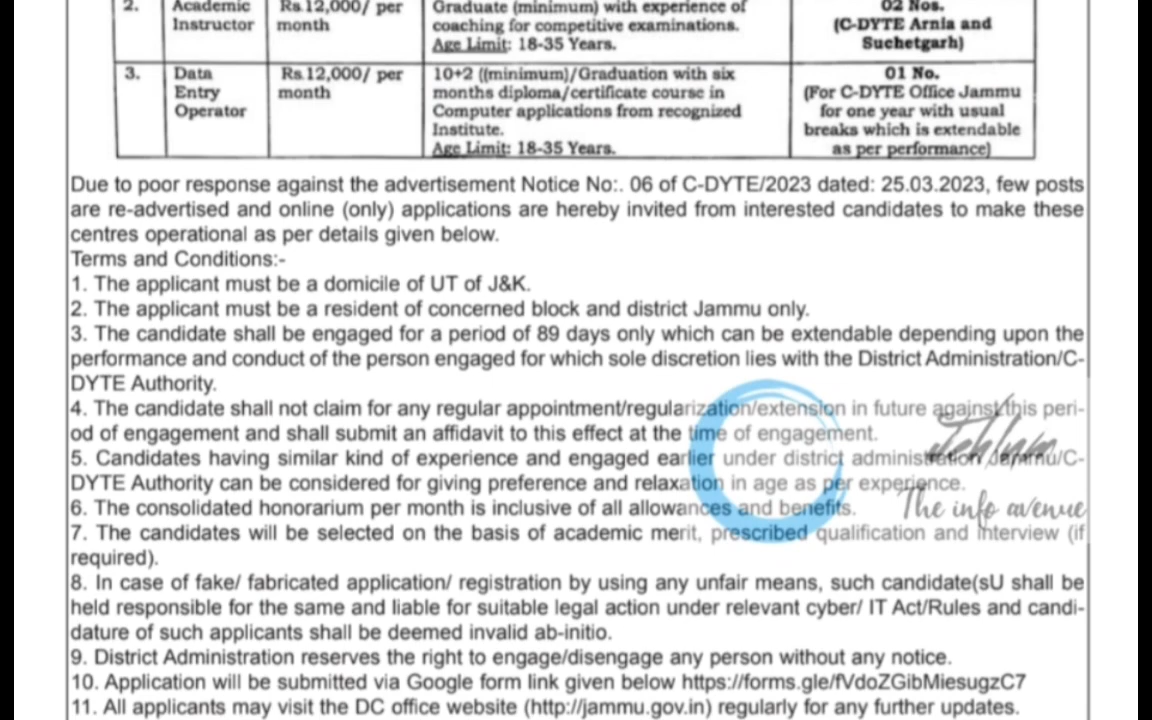 2. Academic Rs.12,000/ per Graduate (minimum) with experience of 02 Nos.
Instructor month coaching for competitive examinations. (C-DYTE Arnia and
Age Limit: 18-35 Years. Suchetgarh)
3. Data Rs.12,000/ per 10+2 ((minimum)/Graduation with six 01 No.
Entry month months diploma/certificate course in (For C-DYTE Office Jammu
Operator Computer applications from recognized for one year with usual
Institute. breaks which is extendable
Age Limit: 18-35 Years. as per performance)
Due to poor response against the advertisement Notice No:. 06 of C-DYTE/2023 dated: 25.03.2023, few posts
are re-advertised and online (only) applications are hereby invited from interested candidates to make these
centres operational as per details given below.
Terms and Conditions:-
1. The applicant must be a domicile of UT of J&K.
2. The applicant must be a resident of concerned block and district Jammu only.
3. The candidate shall be engaged for a period of 89 days only which can be extendable depending upon the
performance and conduct of the person engaged for which sole discretion lies with the District Administration/C-
DYTE Authority.
4. The candidate shall not claim for any regular appointment/regularization/extension in future against this peri-
od of engagement and shall submit an affidavit to this effect at the time of engagement.
5. Candidates having similar kind of experience and engaged earlier under district administration Jammu/C-
DYTE Authority can be considered for giving preference and relaxation in age as per experience.
6. The consolidated honorarium per month is inclusive of all allowances and benefits.
The info avenue
7. The candidates will be selected on the basis of academic merit, prescribed qualification and interview (if
required).
8. In case of fake/ fabricated application/ registration by using any unfair means, such candidate(sU shall be
held responsible for the same and liable for suitable legal action under relevant cyber/ IT Act/Rules and candi-
dature of such applicants shall be deemed invalid ab-initio.
9. District Administration reserves the right to engage/disengage any person without any notice.
10. Application will be submitted via Google form link given below https://forms.gle/fVdoZGibMiesugzC7
11. All applicants may visit the DC office website (http://jammu.gov.in) regularly for any further updates.